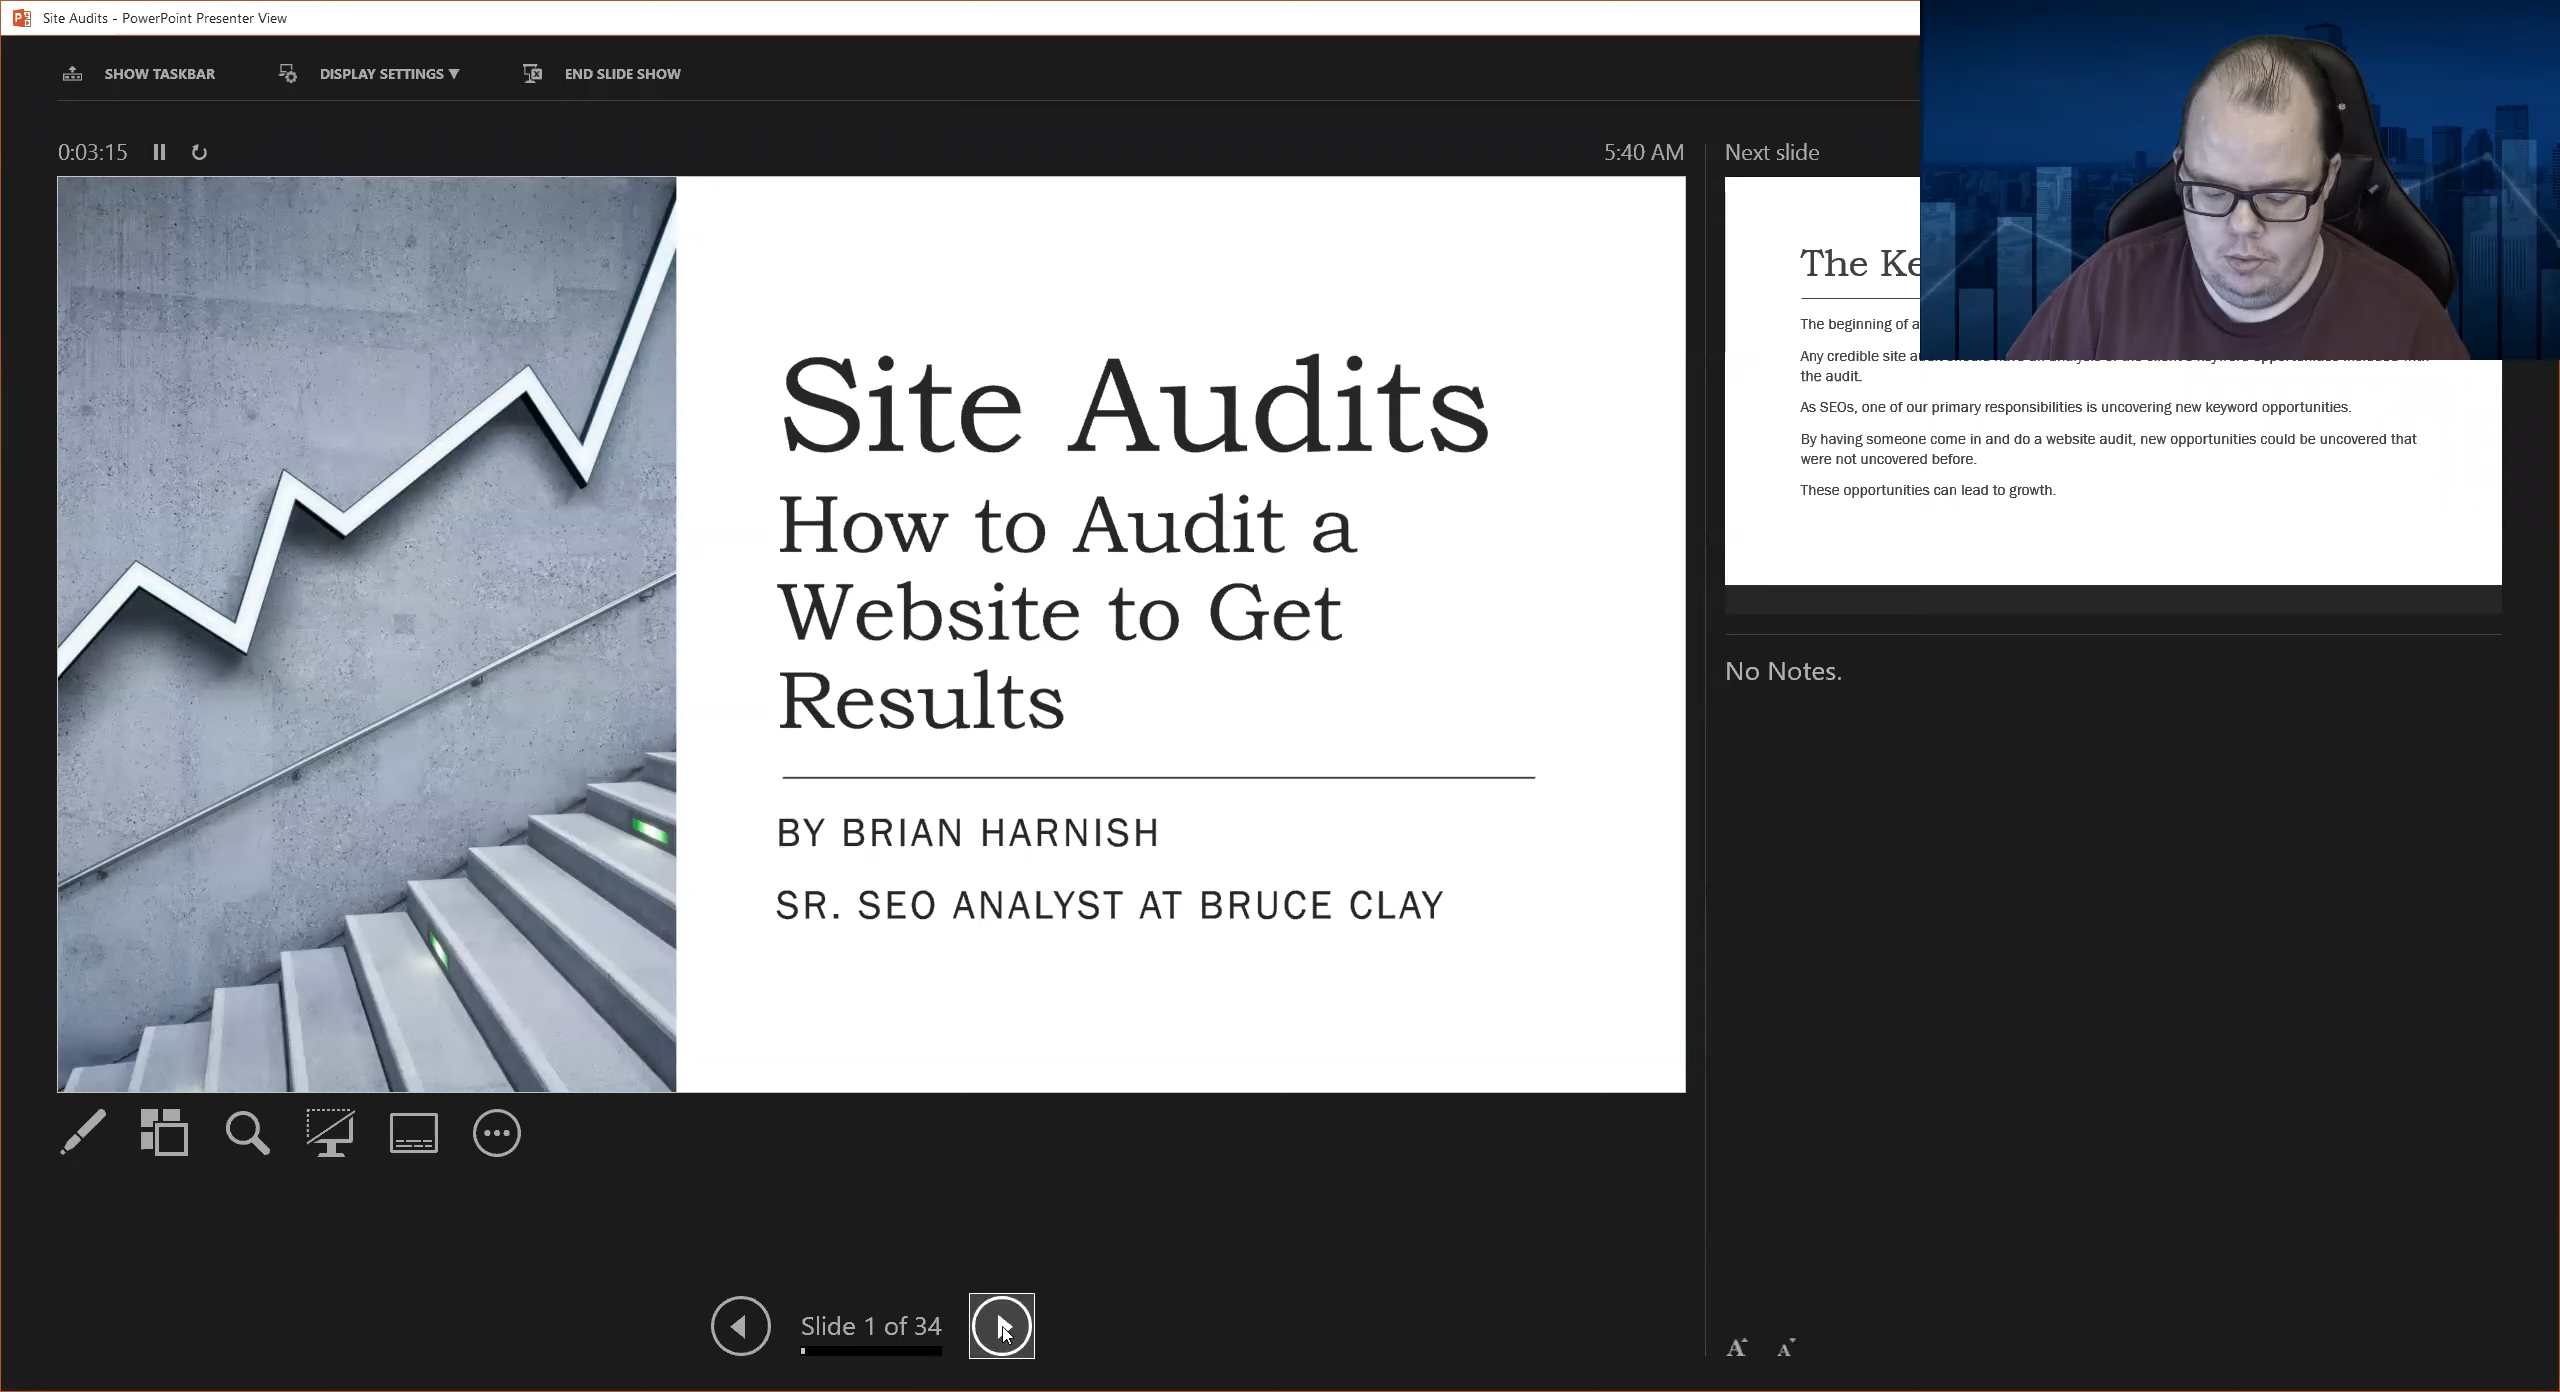 Site Audits - PowerPoint Presenter View
SHOW TASKBAR
DISPLAY SETTINGS ▼
END SLIDE SHOW
0:03:15
5:40 AM
Next slide
Site Audits
How to Audit a
Website to Get
Results
BY BRIAN HARNISH
SR. SEO ANALYST AT BRUCE CLAY
The Ke
The beginning of a
Any credible site
the audit.
As SEOs, one of our primary responsibilities is uncovering new keyword opportunities.
By having someone come in and do a website audit, new opportunities could be uncovered that
were not uncovered before.
These opportunities can lead to growth.
No Notes.
Slide 1 of 34
A A